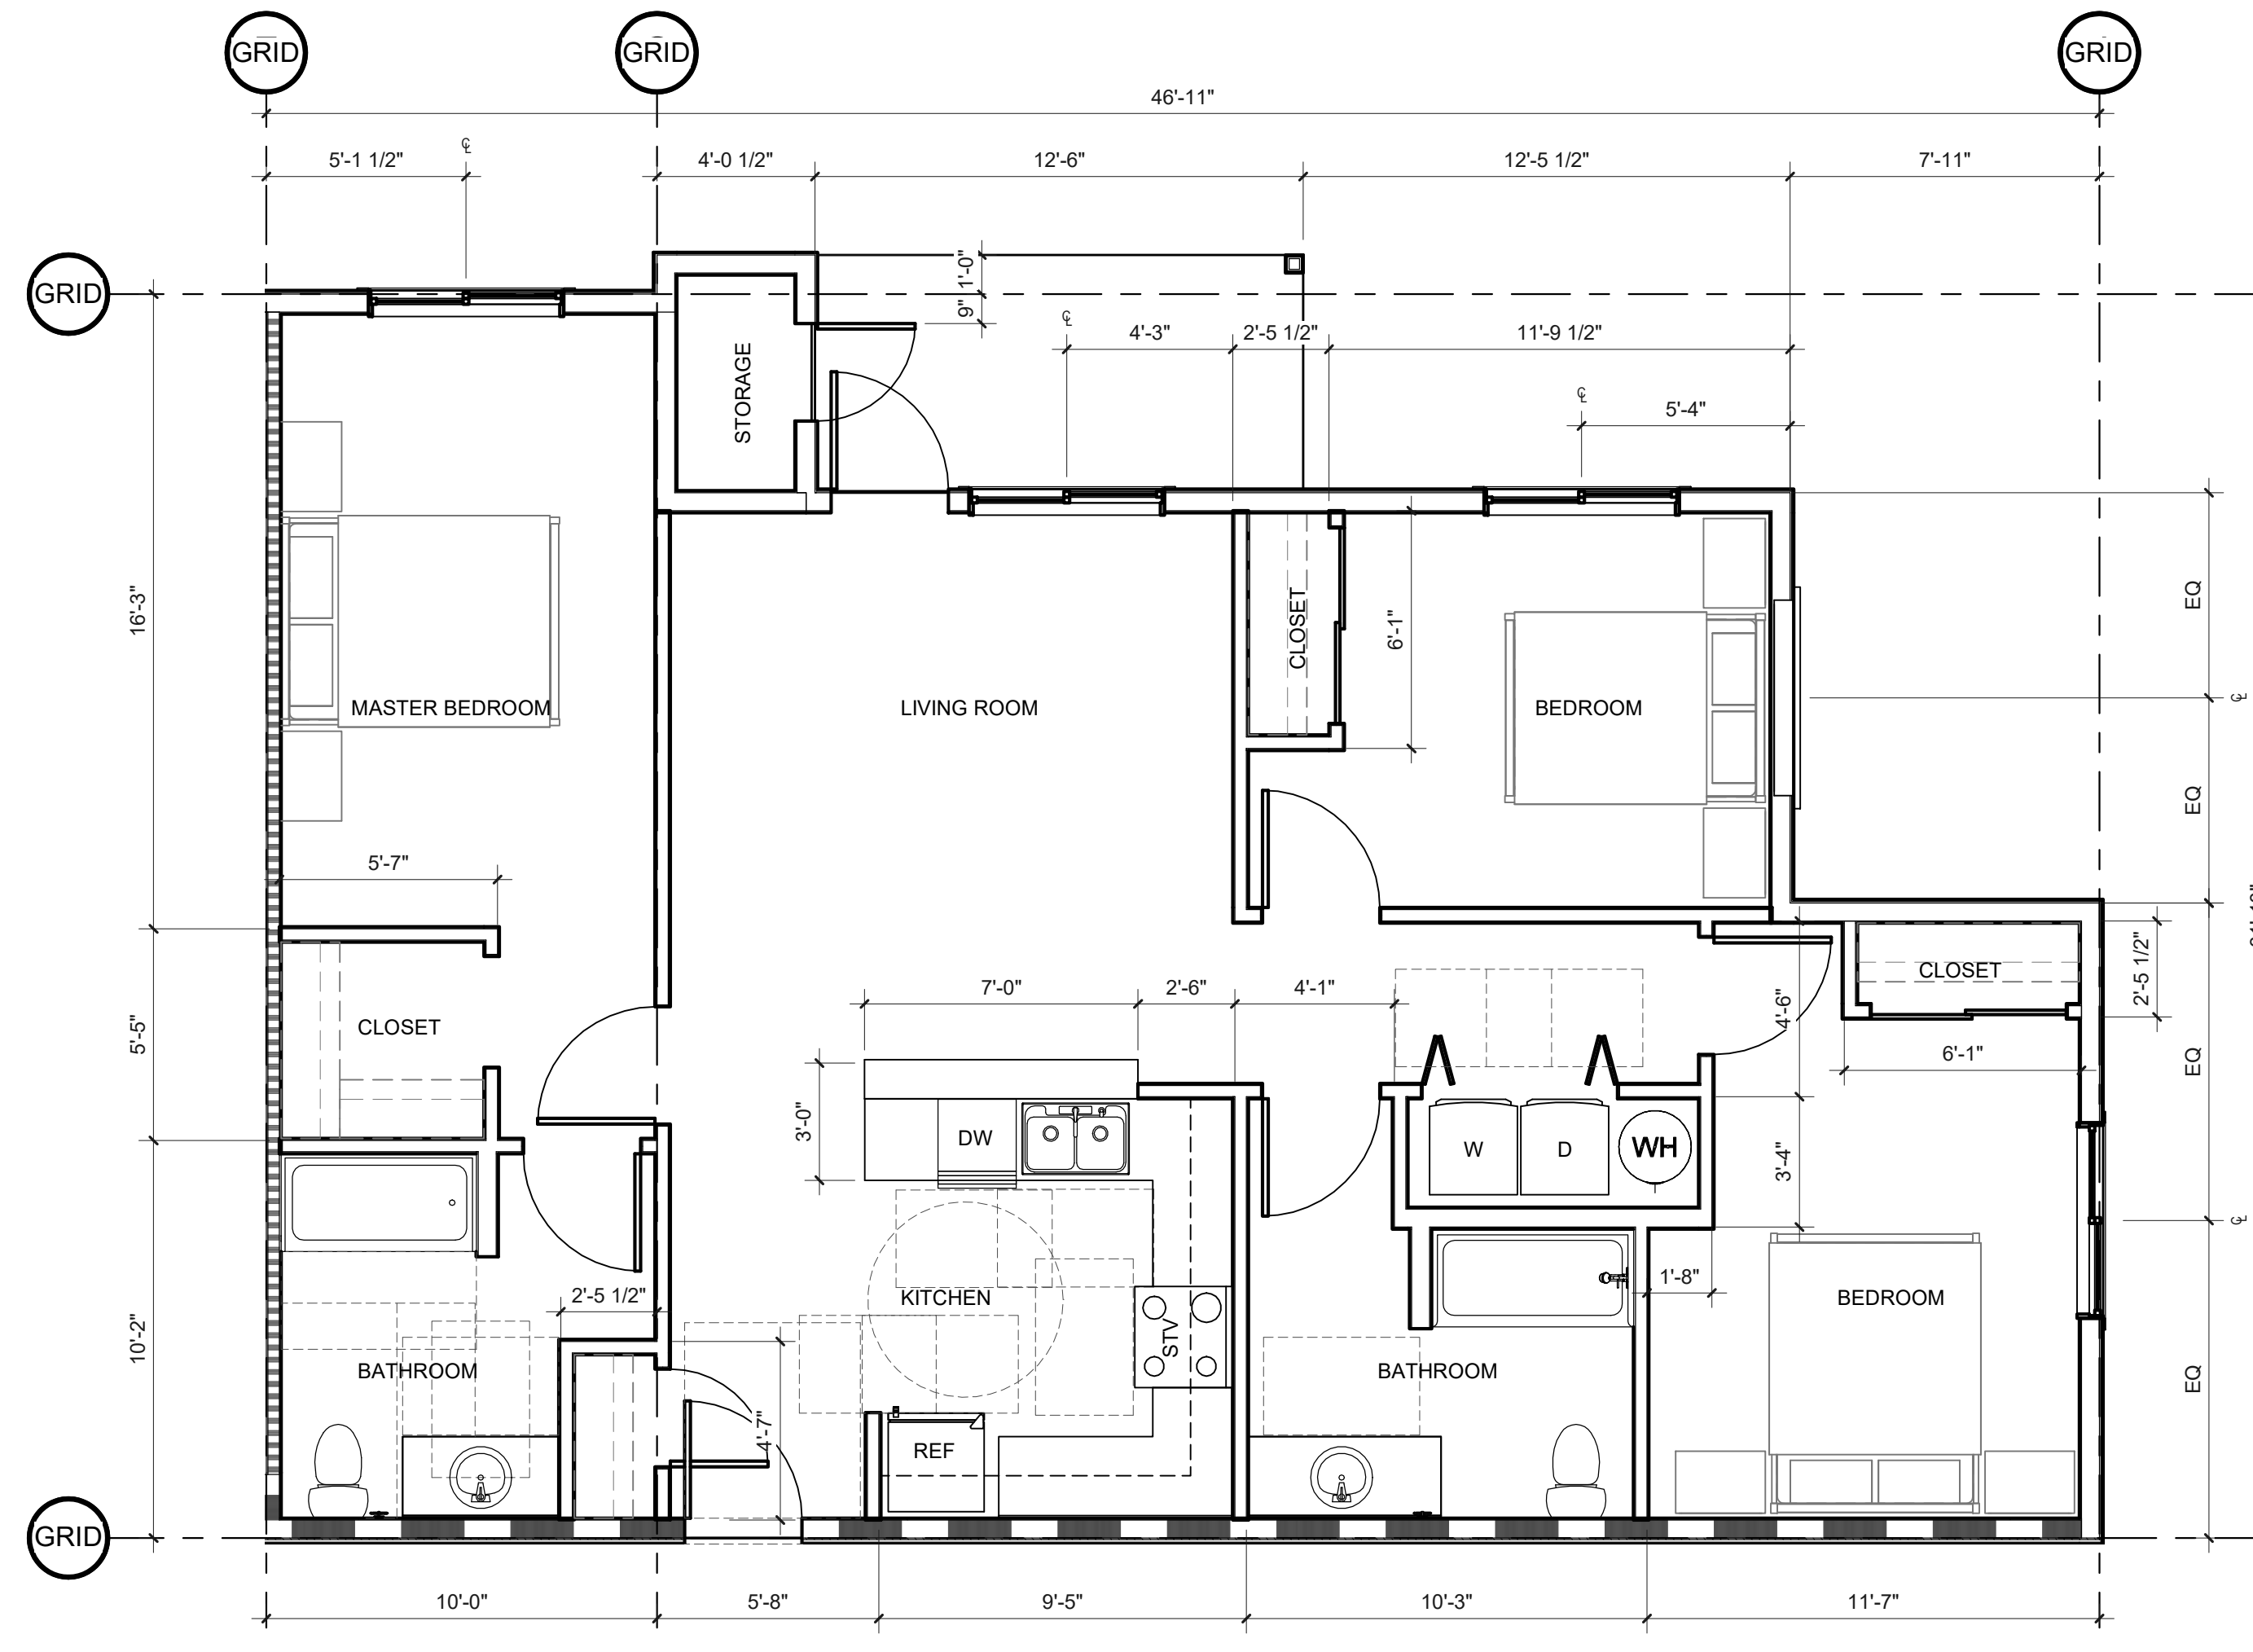 GRID
GRID
GRID
46'-11"
5'-1 1/2"
℄
4'-0 1/2"
12'-6"
12'-5 1/2"
7'-11"
GRID
1'-0"
9"
℄
4'-3"
2'-5 1/2"
11'-9 1/2"
STORAGE
℄
5'-4"
16'-3"
CLOSET
6'-1"
EQ
℄
MASTER BEDROOM
LIVING ROOM
BEDROOM
EQ
5'-7"
5'-5"
CLOSET
7'-0"
2'-6"
4'-1"
4'-6"
CLOSET
2'-5 1/2"
6'-1"
EQ
3'-0"
DW
W
D
WH
3'-4"
℄
10'-2"
2'-5 1/2"
KITCHEN
STV
1'-8"
BEDROOM
BATHROOM
BATHROOM
EQ
4'-7"
REF
GRID
10'-0"
5'-8"
9'-5"
10'-3"
11'-7"